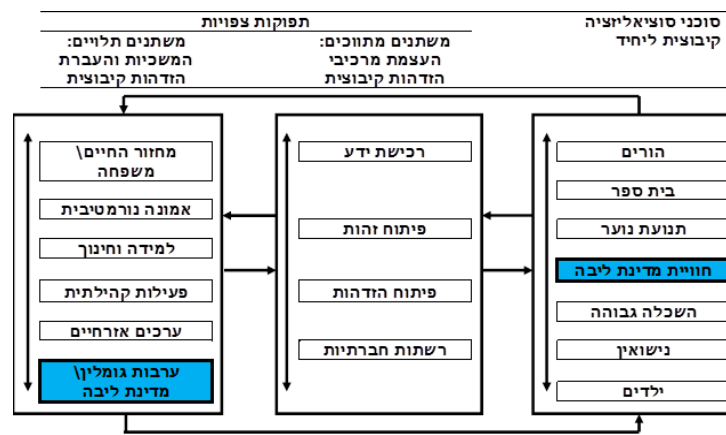 סוכני סוציאליזציה
קיבוצית ליחיד
תפוקות צפויות
משתנים מתווכים:
העצמת מרכיבי
הזדהות קיבוצית
משתנים תלויים:
המשכיות והעברת
הזדהות קיבוצית
הורים
בית ספר
תנועת נוער
חוויית מדינת ליבה
השכלה גבוהה
נישואין
ילדים
רכישת ידע
פיתוח זהות
פיתוח הזדהות
רשתות חברתיות
מחזור החיים\
משפחה
אמונה נורמטיבית
למידה וחינוך
פעילות קהילתית
ערכים אזרחיים
ערבות גומלין\
מדינת ליבה